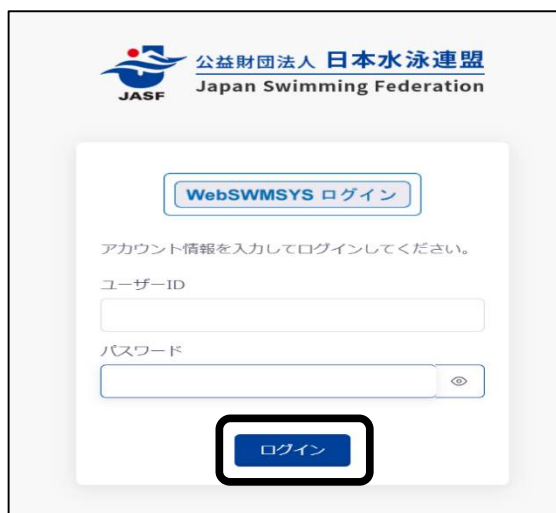 公益財団法人 日本水泳連盟
Japan Swimming Federation
JASF
WebSWMSYS ログイン
アカウント情報を入力してログインしてください。
ユーザーID
パスワード
ログイン